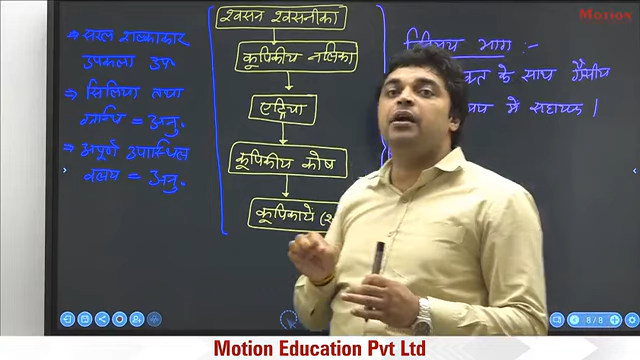 ⇒ सरल शल्काकार
उपकला उप
⇒ सिलिया तथा
ग्रन्थि = अनु.
⇒ अपूर्ण उपास्थिल
वलय = अनु.
श्वसन श्वसनीका
कूपिकीय नलिका
एट्रिया
कूपिकीय कोष
कूपिकायें
भाग :-
के साथ गैसीय
में सहायक ।
MOTION
8/8
Motion Education Pvt Ltd